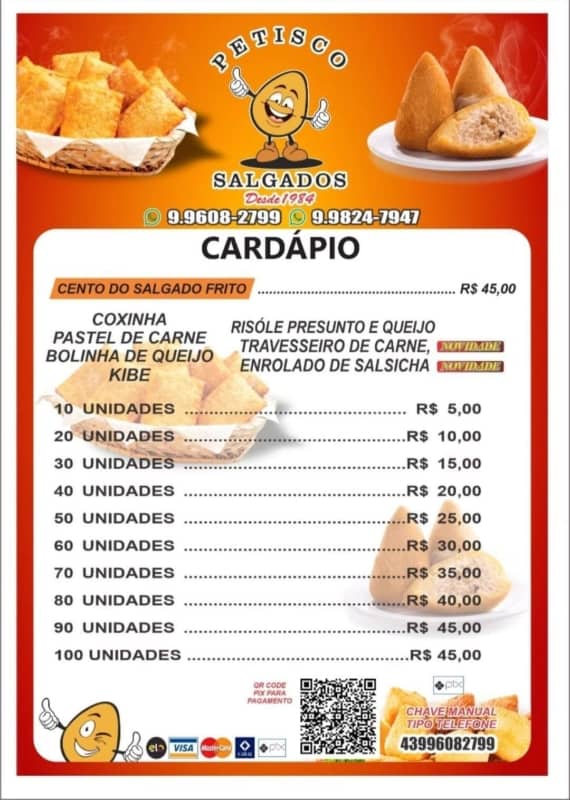 PETISCO
SALGADOS
Desde 1984
9.9608-2799 9.9824-7947
CARDÁPIO
CENTO DO SALGADO FRITO ........................................................ R$ 45,00
COXINHA
PASTEL DE CARNE
BOLINHA DE QUEIJO
KIBE
RISÓLE PRESUNTO E QUEIJO
TRAVESSEIRO DE CARNE, NOVIDADE
ENROLADO DE SALSICHA NOVIDADE
10 UNIDADES ............................................. R$ 5,00
20 UNIDADES .............................................R$ 10,00
30 UNIDADES .............................................R$ 15,00
40 UNIDADES .............................................R$ 20,00
50 UNIDADES .............................................R$ 25,00
60 UNIDADES .............................................R$ 30,00
70 UNIDADES .............................................R$ 35,00
80 UNIDADES .............................................R$ 40,00
90 UNIDADES .............................................R$ 45,00
100 UNIDADES .............................................R$ 45,00
QR CODE
PIX PARA
PAGAMENTO
pix
CHAVE MANUAL
TIPO TELEFONE
43996082799
elo VISA MasterCard pix